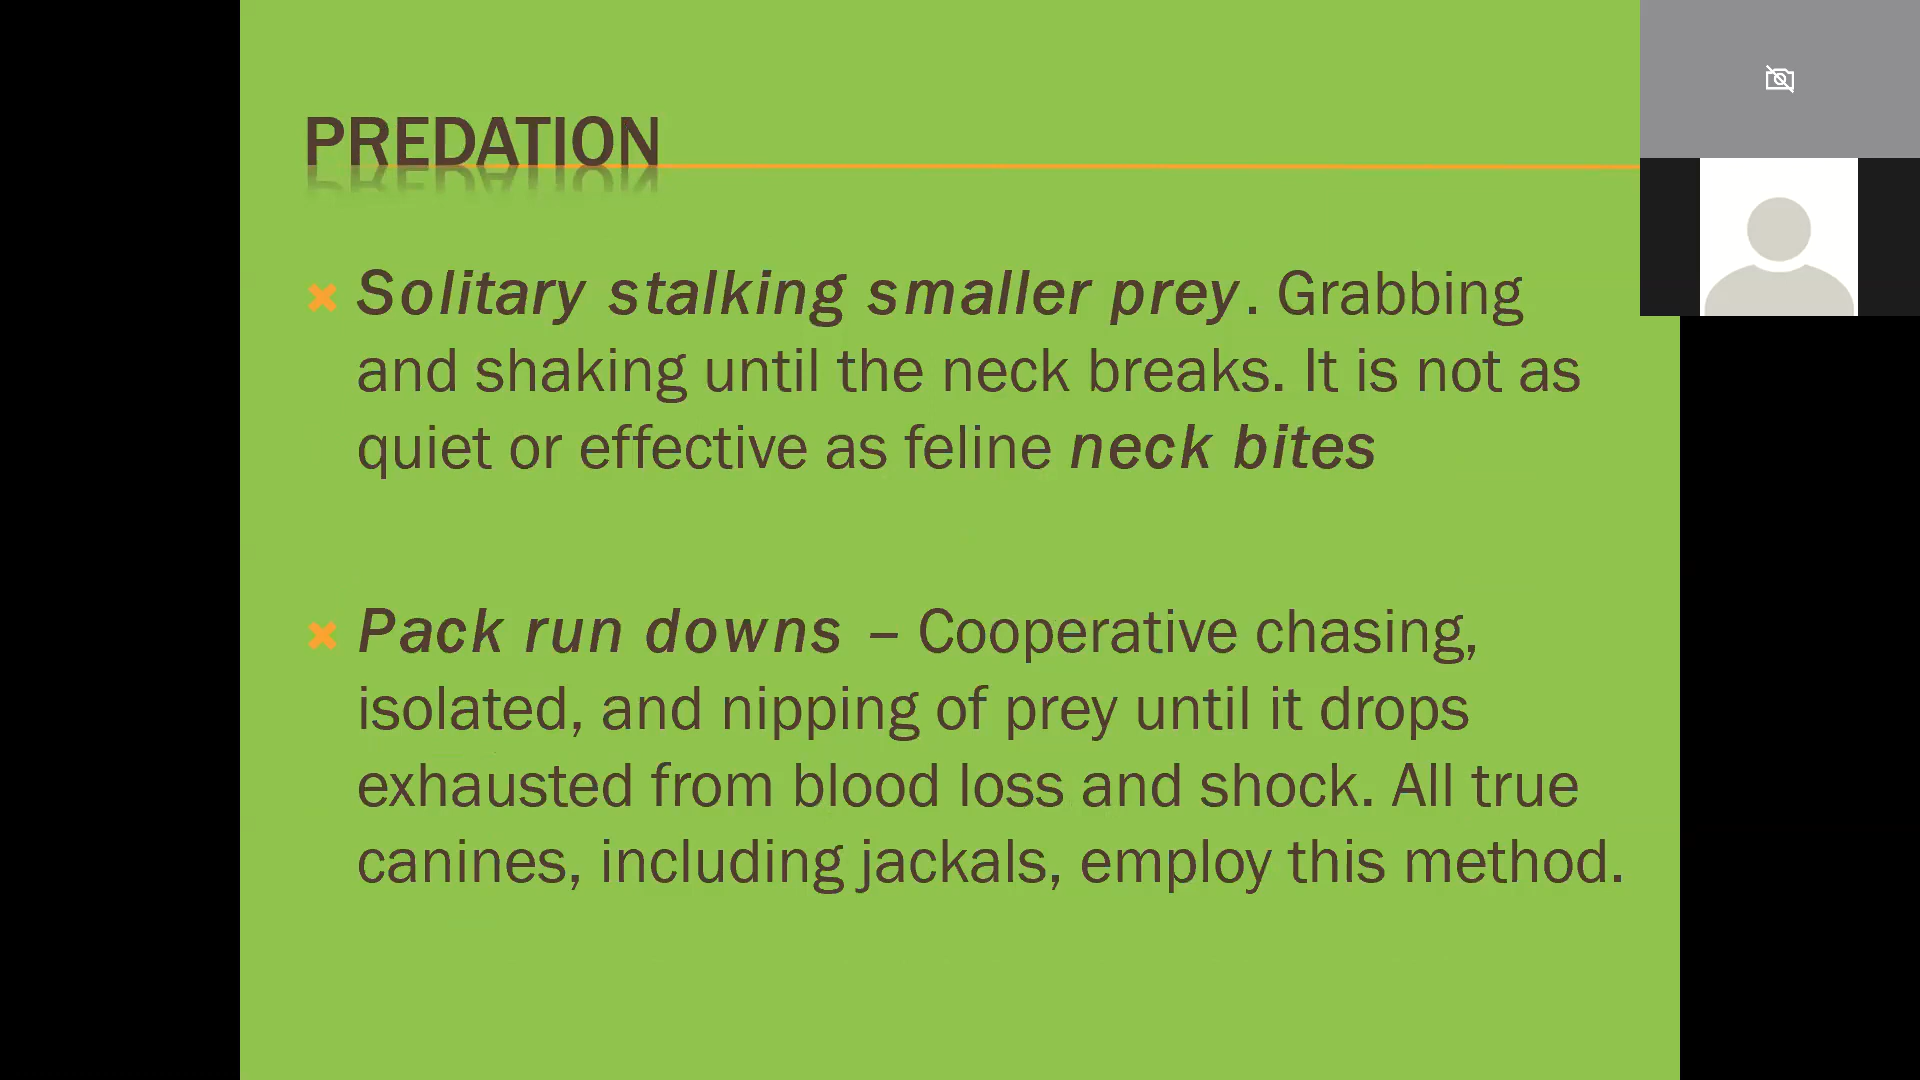 PREDATION
Solitary stalking smaller prey. Grabbing
and shaking until the neck breaks. It is not as
quiet or effective as feline neck bites
Pack run downs – Cooperative chasing,
isolated, and nipping of prey until it drops
exhausted from blood loss and shock. All true
canines, including jackals, employ this method.